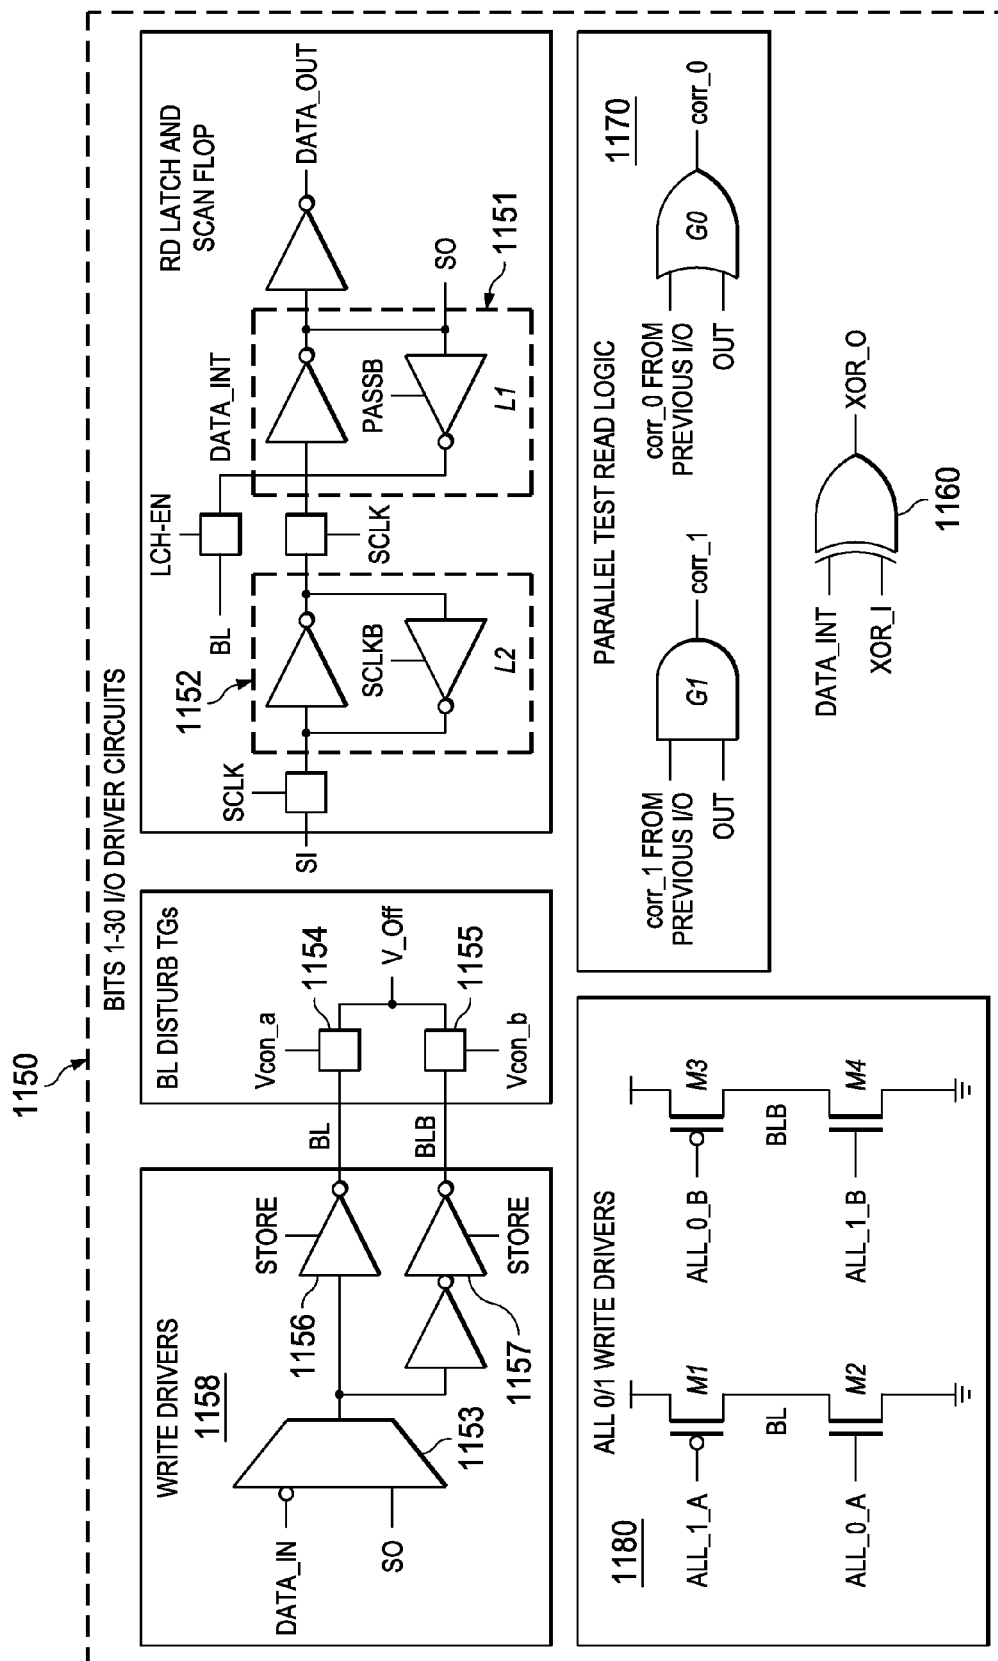 1150
BITS 1-30 I/O DRIVER CIRCUITS
WRITE DRIVERS
1158
DATA_IN
SO
1153
STORE
1156
STORE
1157
BL
BLB
BL DISTURB TGs
Vcon_a
1154
V_Off
1155
Vcon_b
RD LATCH AND
SCAN FLOP
SI
SCLK
1152
SCLKB
L2
BL
LCH-EN
SCLK
DATA_INT
PASSB
L1
DATA_OUT
SO
1151
ALL 0/1 WRITE DRIVERS
1180
ALL_1_A
M1
BL
ALL_0_A
M2
ALL_0_B
M3
BLB
ALL_1_B
M4
PARALLEL TEST READ LOGIC
1170
corr_1 FROM
PREVIOUS I/O
OUT
G1
corr_1
corr_0 FROM
PREVIOUS I/O
OUT
G0
corr_0
DATA_INT
XOR_I
XOR_O
1160